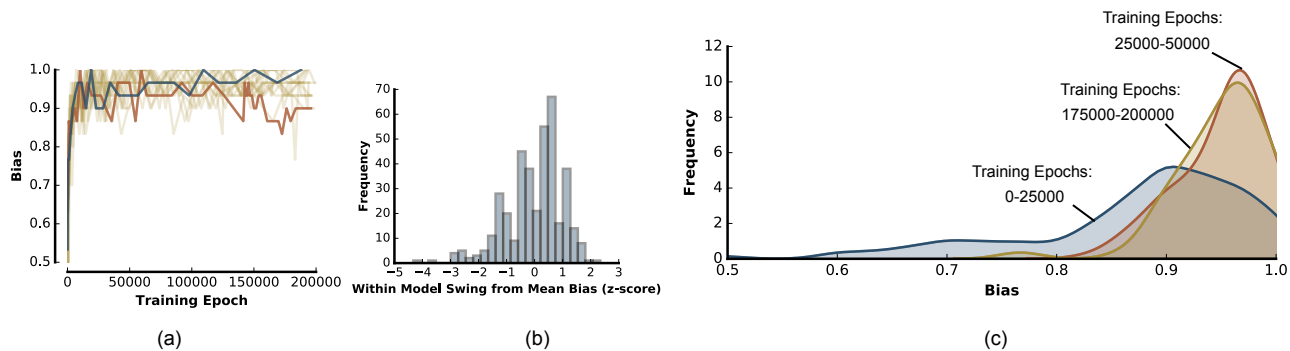 1.0
0.9
0.8
0.7
0.6
0.5
Bias
0 50000 100000 150000 200000
Training Epoch
(a)
70
60
50
40
30
20
10
0
Frequency
−5 −4 −3 −2 −1 0 1 2 3
Within Model Swing from Mean Bias (z-score)
(b)
12
10
8
6
4
2
0
Frequency
Training Epochs:
25000-50000
Training Epochs:
175000-200000
Training Epochs:
0-25000
0.5 0.6 0.7 0.8 0.9 1.0
Bias
(c)